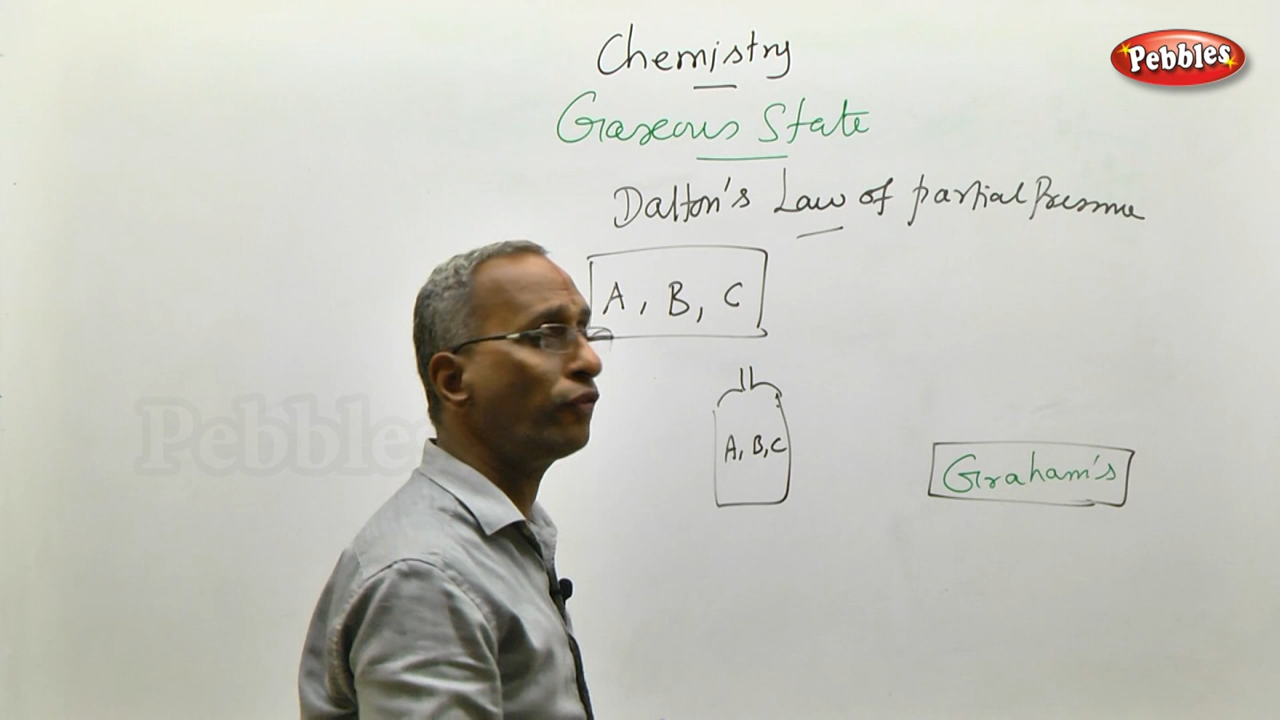 Chemistry
Pebbles
Gaseous State
Dalton's Law of partial Pressure
A, B, C
Pebbles
A, B, C
Graham's